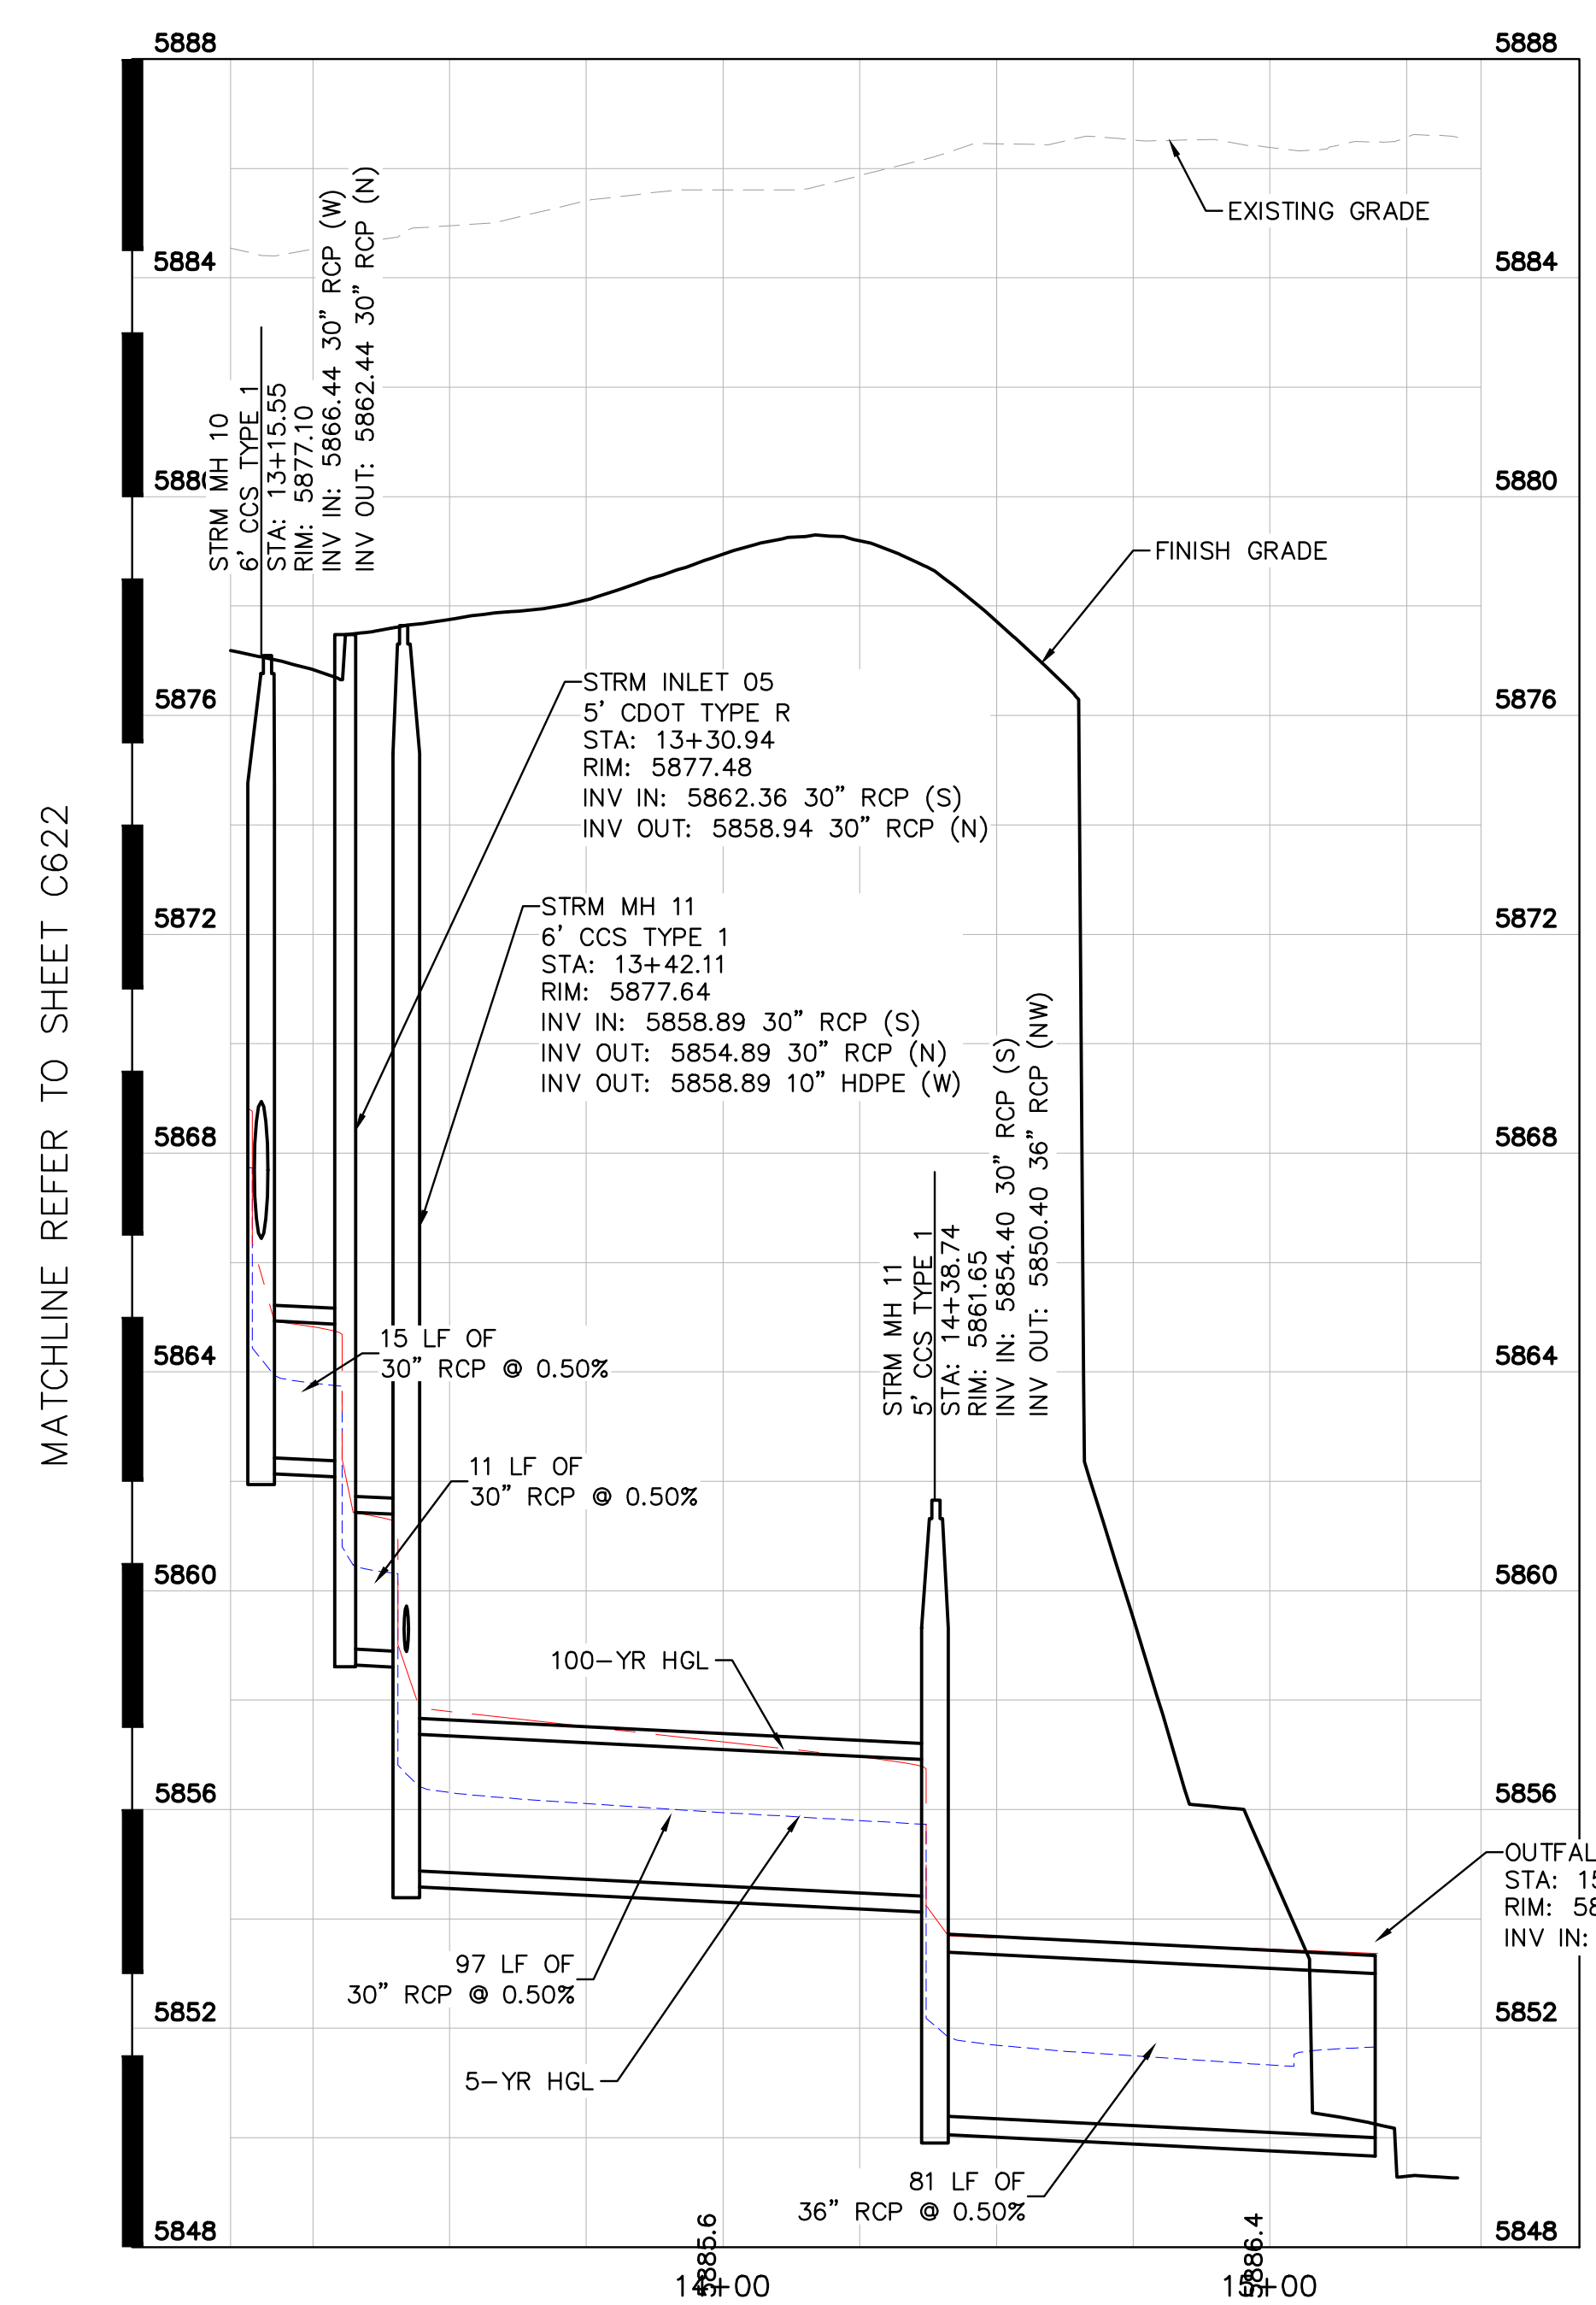 5888
5888
5884
5884
5880
5876
5876
5872
5872
5868
5868
5864
5864
5860
5860
5856
5856
5852
5852
5848
5848
MATCHLINE REFER TO SHEET C622
EXISTING GRADE
STRM MH 10
6' CCS TYPE 1
STA: 13+15.55
RIM: 5877.10
INV IN: 5866.44 30" RCP (W)
INV OUT: 5862.44 30" RCP (N)
FINISH GRADE
STRM INLET 05
5' CDOT TYPE R
STA: 13+30.94
RIM: 5877.48
INV IN: 5862.36 30" RCP (S)
INV OUT: 5858.94 30" RCP (N)
STRM MH 11
6' CCS TYPE 1
STA: 13+42.11
RIM: 5877.64
INV IN: 5858.89 30" RCP (S)
INV OUT: 5854.89 30" RCP (N)
INV OUT: 5858.89 10" HDPE (W)
STRM MH 11
5' CCS TYPE 1
STA: 14+38.74
RIM: 5861.65
INV IN: 5854.40 30" RCP (S)
INV OUT: 5850.40 36" RCP (NW)
15 LF OF
30" RCP @ 0.50%
11 LF OF
30" RCP @ 0.50%
100-YR HGL
97 LF OF
30" RCP @ 0.50%
5-YR HGL
81 LF OF
36" RCP @ 0.50%
STA:
RIM:
INV IN:
5885.6
14+00
5886.4
15+00